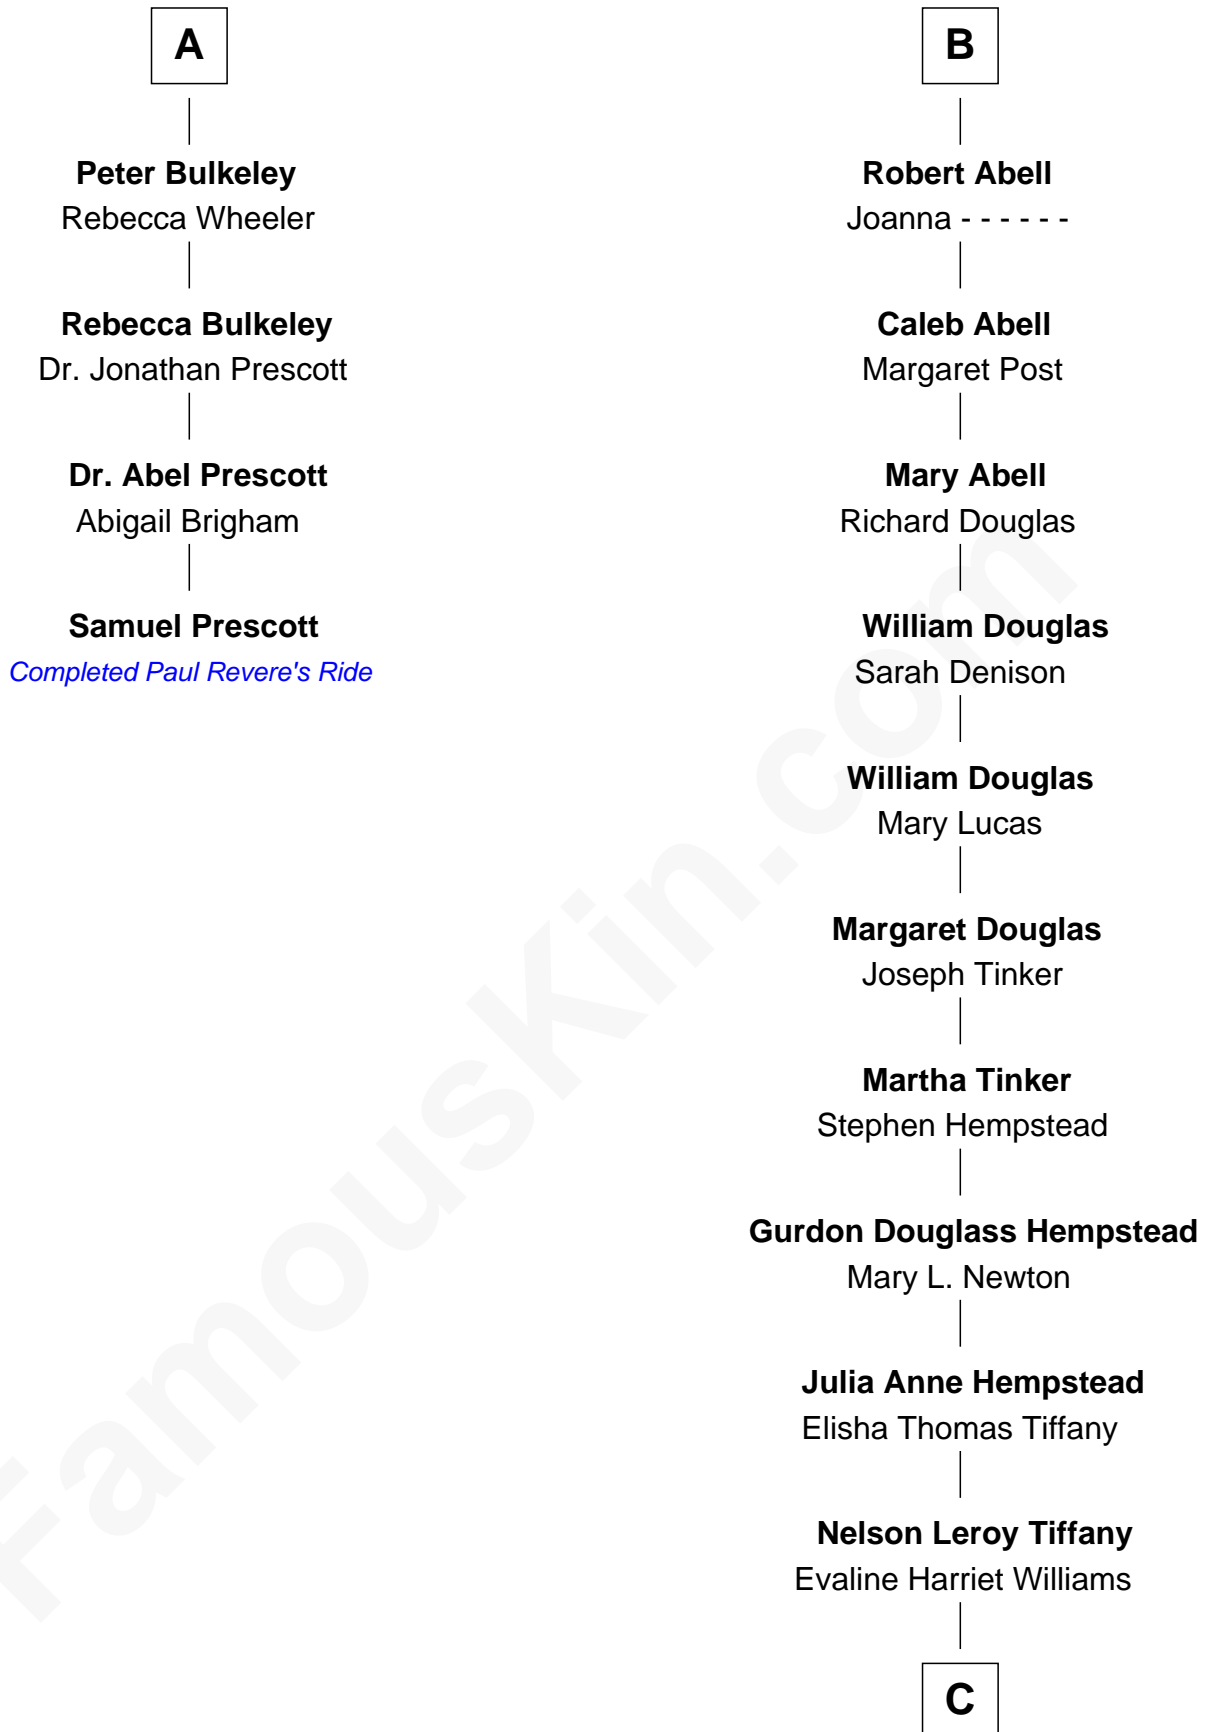 A
Peter Bulkeley
Rebecca Wheeler
Rebecca Bulkeley
Dr. Jonathan Prescott
Dr. Abel Prescott
Abigail Brigham
Samuel Prescott
Completed Paul Revere's Ride
B
Robert Abell
Joanna - - - - - -
Caleb Abell
Margaret Post
Mary Abell
Richard Douglas
William Douglas
Sarah Denison
William Douglas
Mary Lucas
Margaret Douglas
Joseph Tinker
Martha Tinker
Stephen Hempstead
Gurdon Douglass Hempstead
Mary L. Newton
Julia Anne Hempstead
Elisha Thomas Tiffany
Nelson Leroy Tiffany
Evaline Harriet Williams
C
FamousKin.com